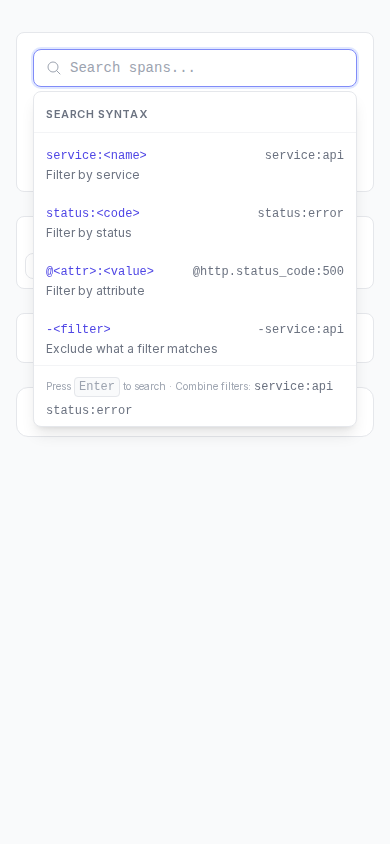 Search spans...
SEARCH SYNTAX
service:<name> service:api
Filter by service
status:<code> status:error
Filter by status
@<attr>:<value> @http.status_code:500
Filter by attribute
-<filter> -service:api
Exclude what a filter matches
Press Enter to search · Combine filters: service:api
status:error